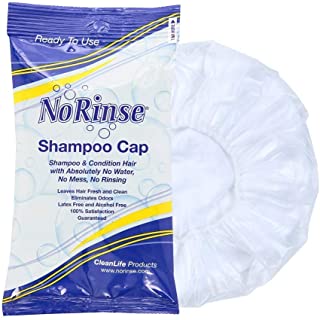 Ready To Use
NoRinse®
Shampoo Cap
Shampoo & Condition Hair
with Absolutely No Water,
No Mess, No Rinsing
Leaves Hair Fresh and Clean
Eliminates Odors
Latex Free and Alcohol Free
100% Satisfaction
Guaranteed
CleanLife Products
www.norinse.com